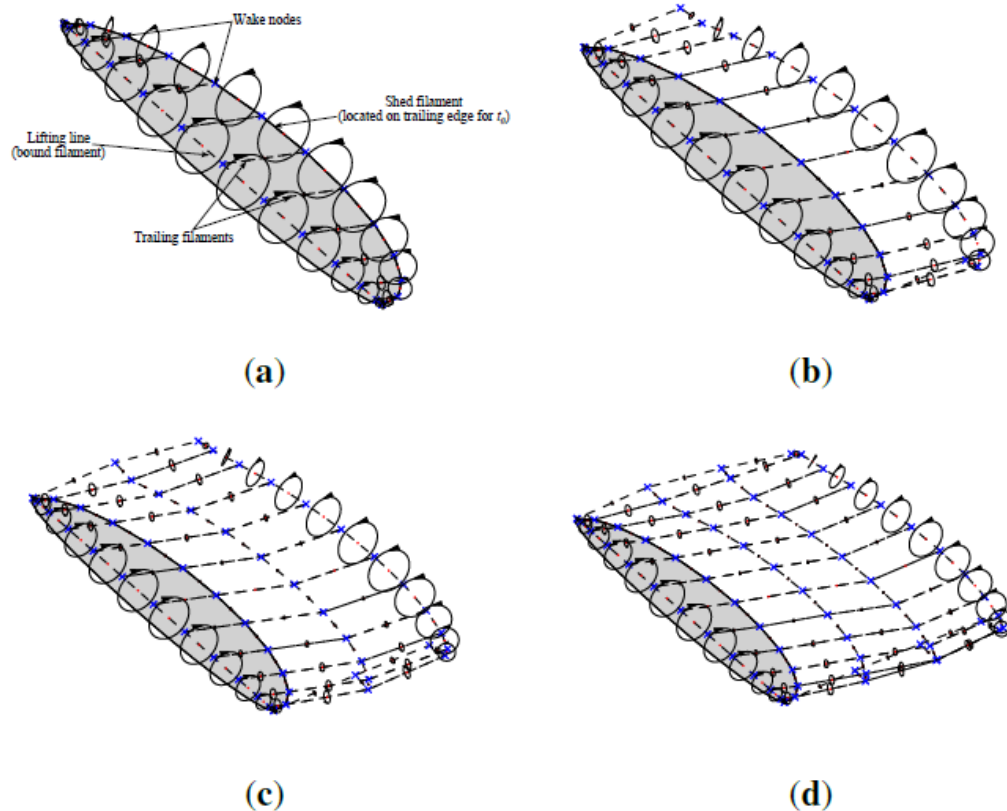 Wake nodes
Shed filament
(located on trailing edge for t₀)
Lifting line
(bound filament)
Trailing filaments
(a)
(b)
(c)
(d)